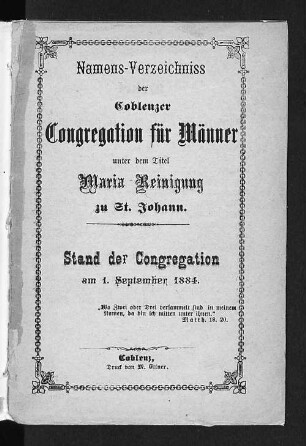 Namens-Verzeichniss
der
Coblenzer
Congregation für Männer
unter dem Titel
Maria Reinigung
zu St. Johann.
Stand der Congregation
am 1. September 1884.
„Wo Zwei oder Drei versammelt sind in meinem
Namen, da bin ich mitten unter ihnen.“
Matth. 18. 20.
Coblenz,
Druck von M.